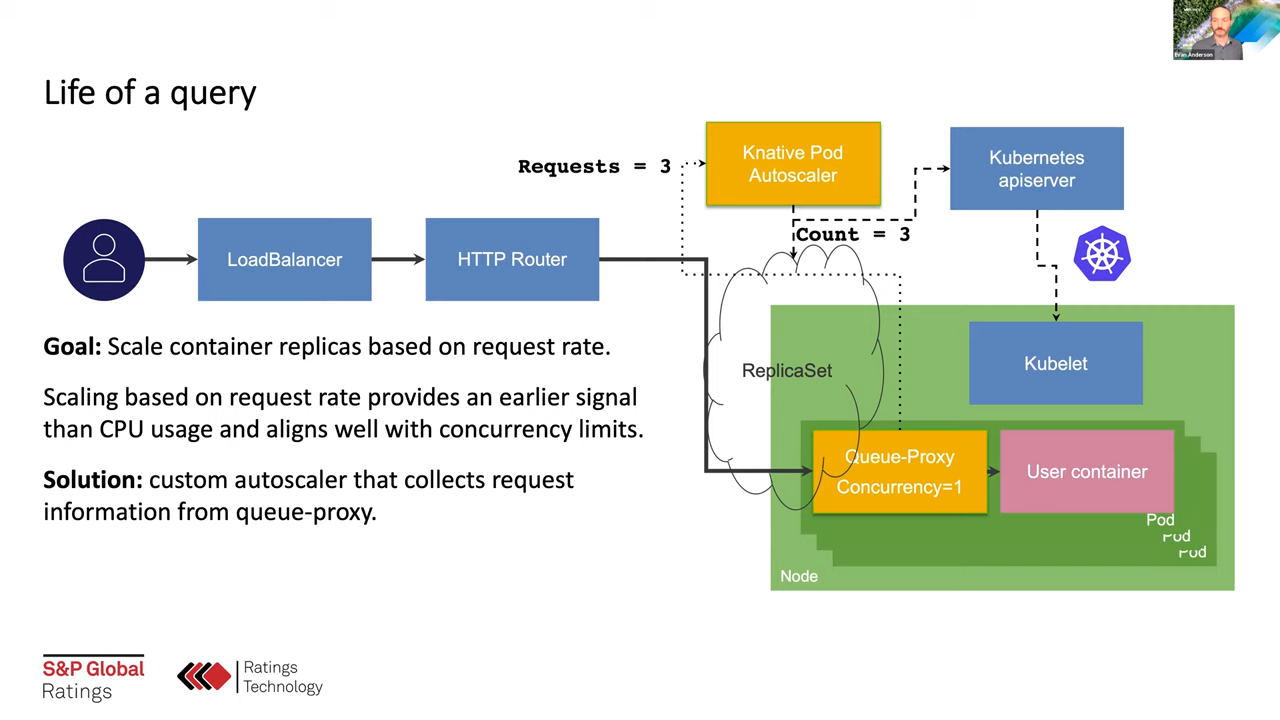 Evan Anderson
Life of a query
Requests = 3
Knative Pod
Autoscaler
Kubernetes
apiserver
Count = 3
LoadBalancer
HTTP Router
Goal: Scale container replicas based on request rate.
Scaling based on request rate provides an earlier signal
than CPU usage and aligns well with concurrency limits.
Solution: custom autoscaler that collects request
information from queue-proxy.
ReplicaSet
Kubelet
Queue-Proxy
Concurrency=1
User container
Pod
Pod
Pod
Node
S&P Global
Ratings
Ratings
Technology